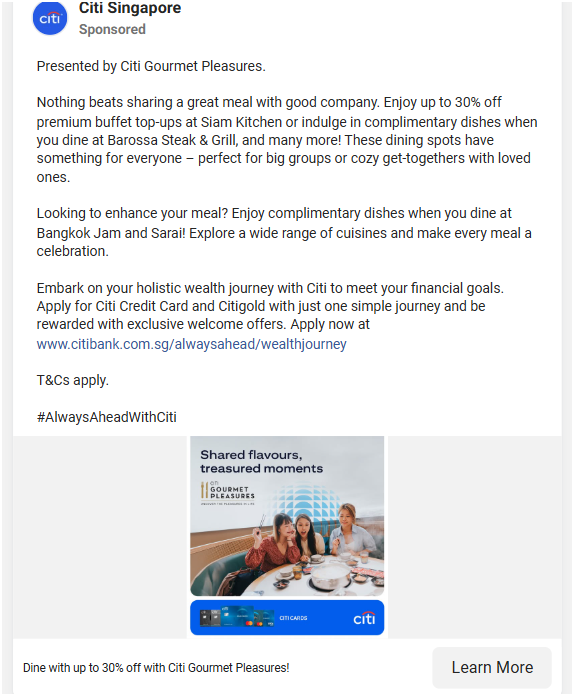 Citi Singapore
citi
Sponsored
Presented by Citi Gourmet Pleasures.
Nothing beats sharing a great meal with good company. Enjoy up to 30% off
premium buffet top-ups at Siam Kitchen or indulge in complimentary dishes when
you dine at Barossa Steak & Grill, and many more! These dining spots have
something for everyone – perfect for big groups or cozy get-togethers with loved
ones.
Looking to enhance your meal? Enjoy complimentary dishes when you dine at
Bangkok Jam and Sarai! Explore a wide range of cuisines and make every meal a
celebration.
Embark on your holistic wealth journey with Citi to meet your financial goals.
Apply for Citi Credit Card and Citigold with just one simple journey and be
rewarded with exclusive welcome offers. Apply now at
www.citibank.com.sg/alwaysahead/wealthjourney
T&Cs apply.
#AlwaysAheadWithCiti
Shared flavours,
treasured moments
citi
GOURMET
PLEASURES
CITI CARDS
citi
Dine with up to 30% off with Citi Gourmet Pleasures!
Learn More